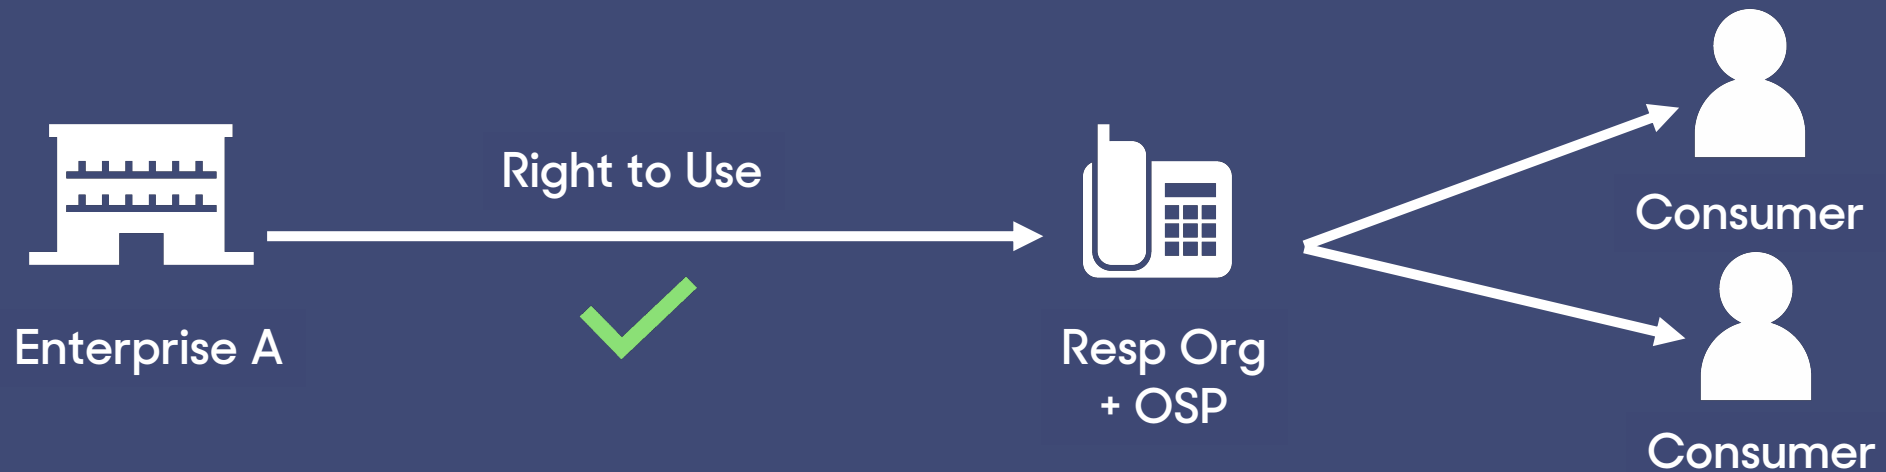 Right to Use
Enterprise A
Resp Org
+ OSP
Consumer
Consumer